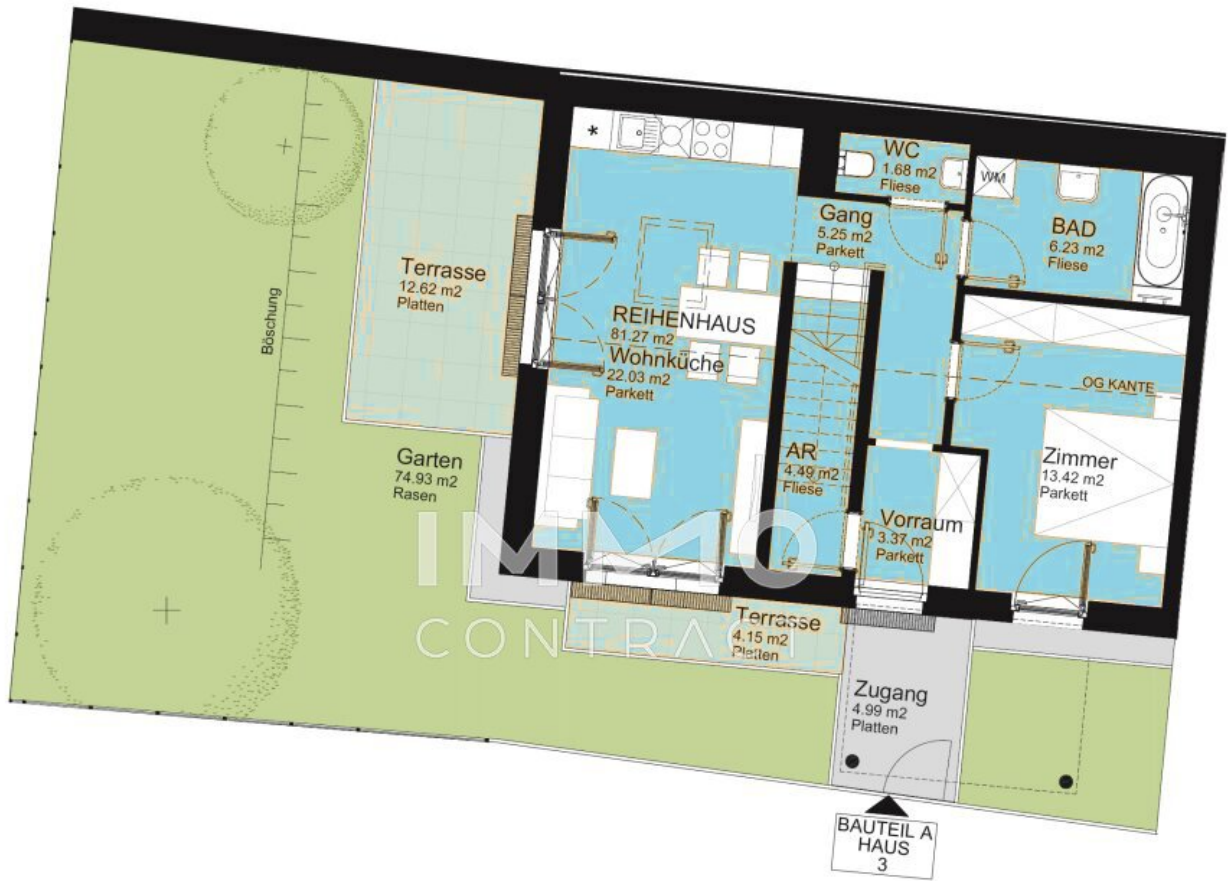 WC
1.68 m2
Fliese
WM
BAD
6.23 m2
Fliese
Gang
5.25 m2
Parkett
*
Terrasse
12.62 m2
Platten
Böschung
REIHENHAUS
81.27 m2
Wohnküche
22.03 m2
Parkett
OG KANTE
Garten
74.93 m2
Rasen
AR
4.49 m2
Fliese
Zimmer
13.42 m2
Parkett
Vorraum
3.37 m2
Parkett
IMMO
CONTRACT
Terrasse
4.15 m2
Platten
Zugang
4.99 m2
Platten
BAUTEIL A
HAUS
3